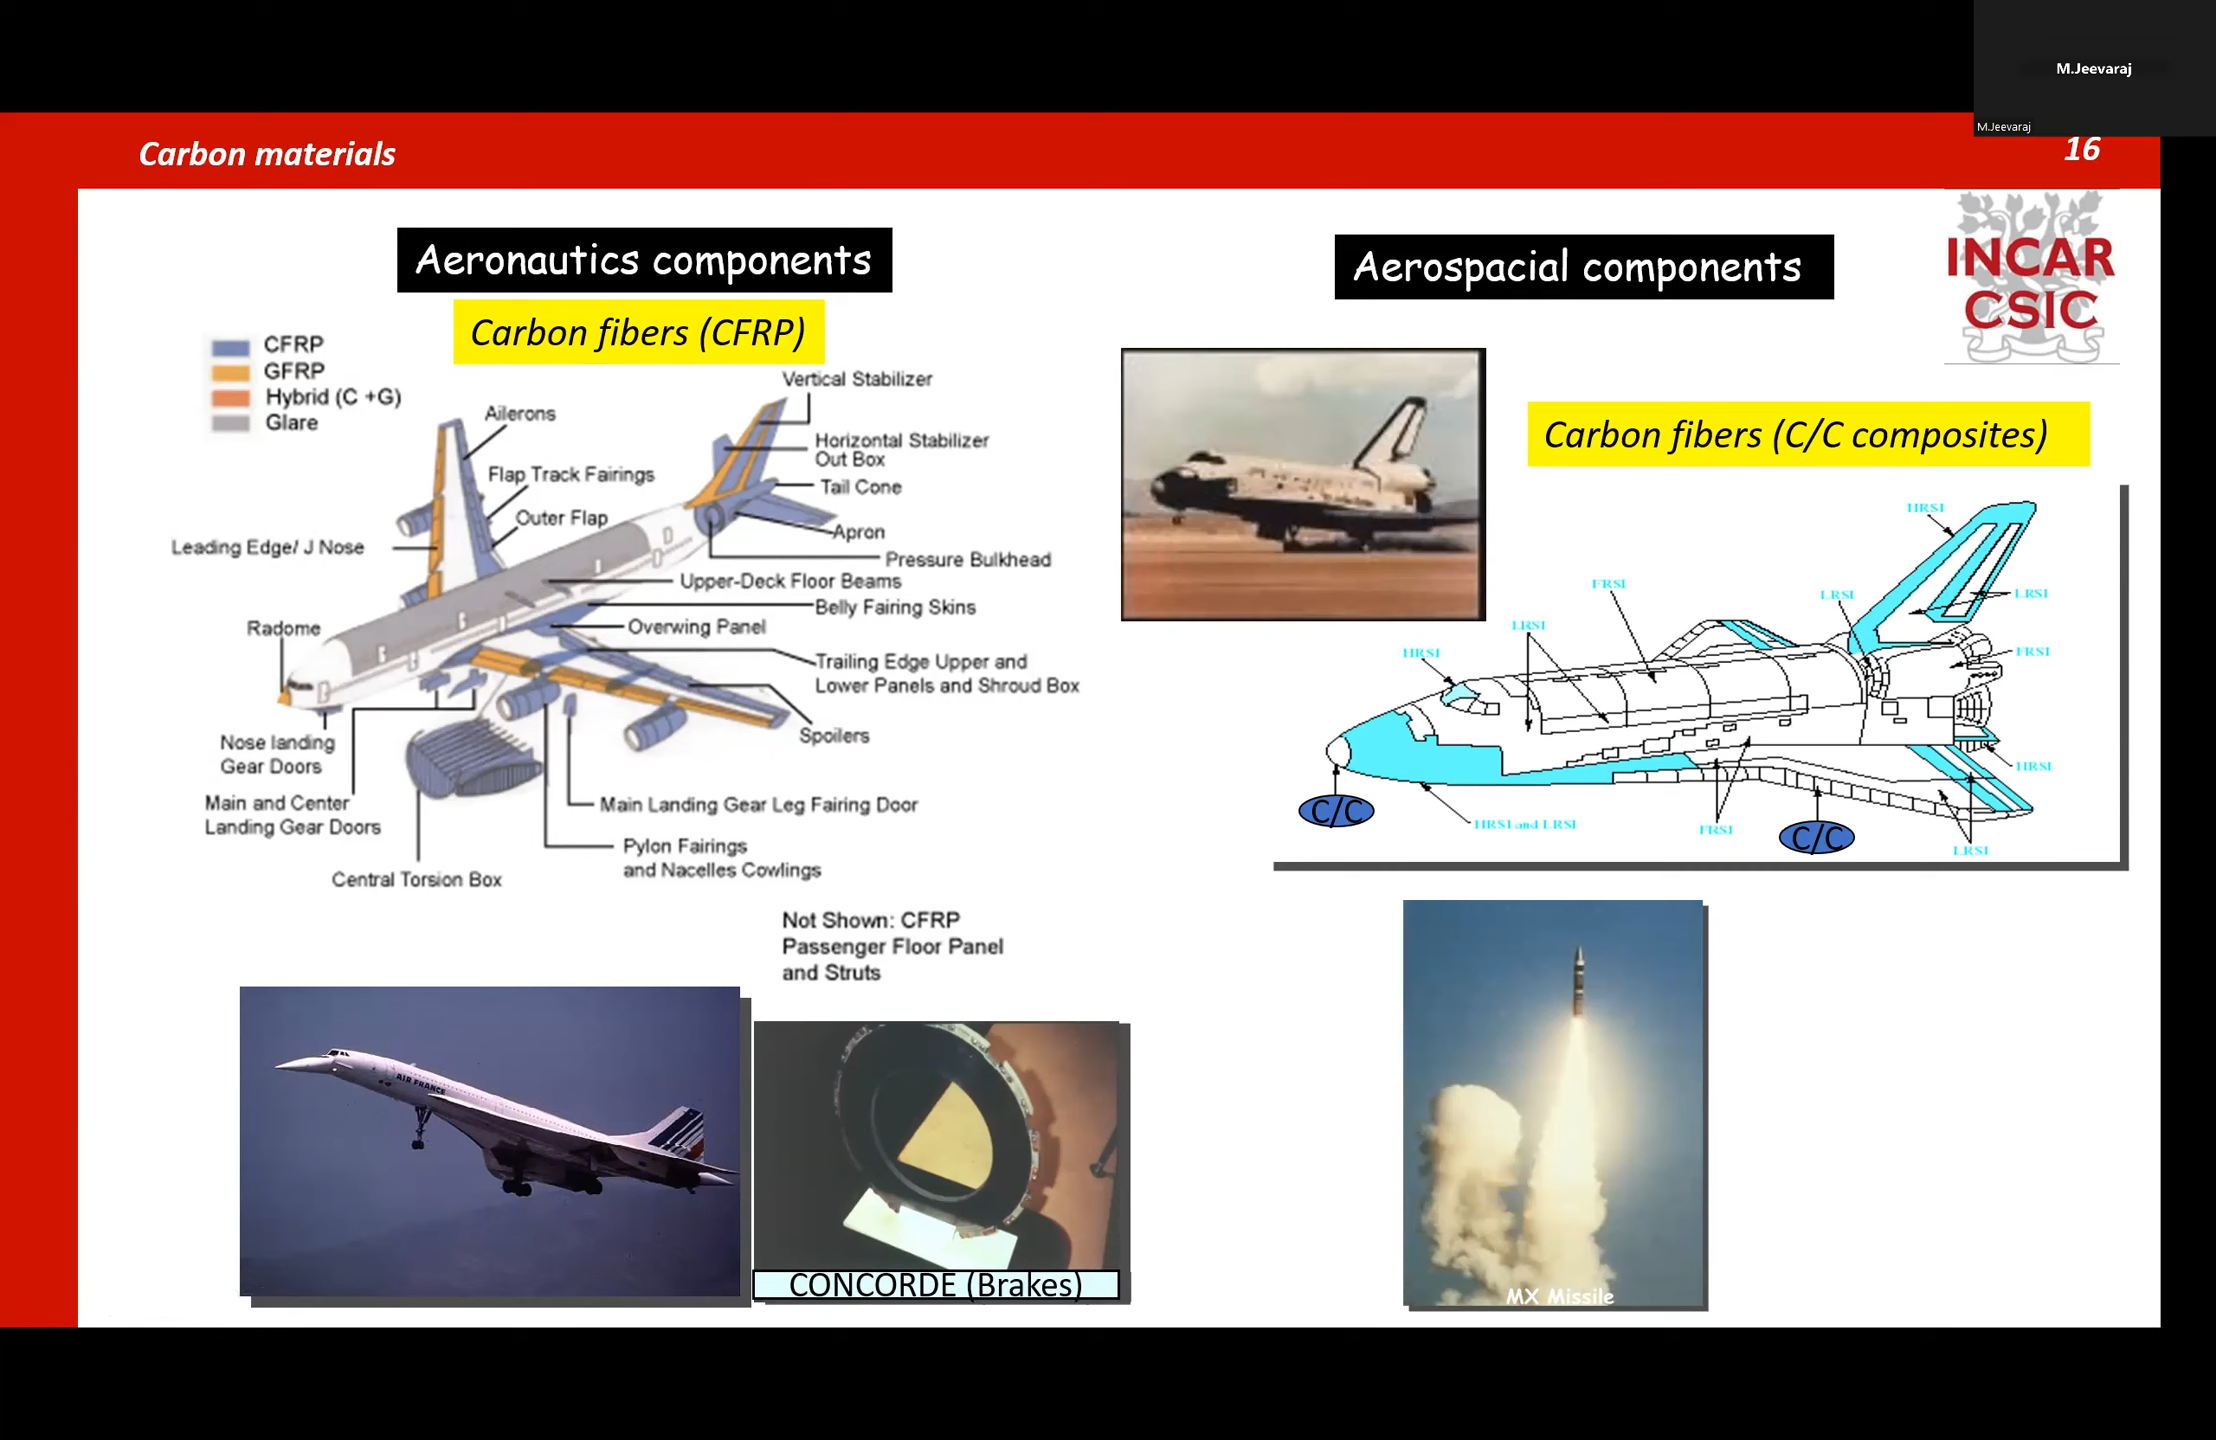 M.Jeevaraj
M.Jeevaraj
Carbon materials
16
INCAR
CSIC
Aeronautics components
Carbon fibers (CFRP)
CFRP
GFRP
Hybrid (C +G)
Glare
Vertical Stabilizer
Ailerons
Horizontal Stabilizer
Out Box
Flap Track Fairings
Tail Cone
Outer Flap
Apron
Leading Edge/ J Nose
Pressure Bulkhead
Upper-Deck Floor Beams
Belly Fairing Skins
Radome
Overwing Panel
Trailing Edge Upper and
Lower Panels and Shroud Box
Spoilers
Nose landing
Gear Doors
Main and Center
Landing Gear Doors
Main Landing Gear Leg Fairing Door
Pylon Fairings
and Nacelles Cowlings
Central Torsion Box
Not Shown: CFRP
Passenger Floor Panel
and Struts
AIR FRANCE
CONCORDE (Brakes)
Aerospacial components
Carbon fibers (C/C composites)
HRSI
FRSI
LRSI
LRSI
LRSI
HRSI
FRSI
HRSI
C/C
HRSI and LRSI
FRSI
C/C
LRSI
MX Missile